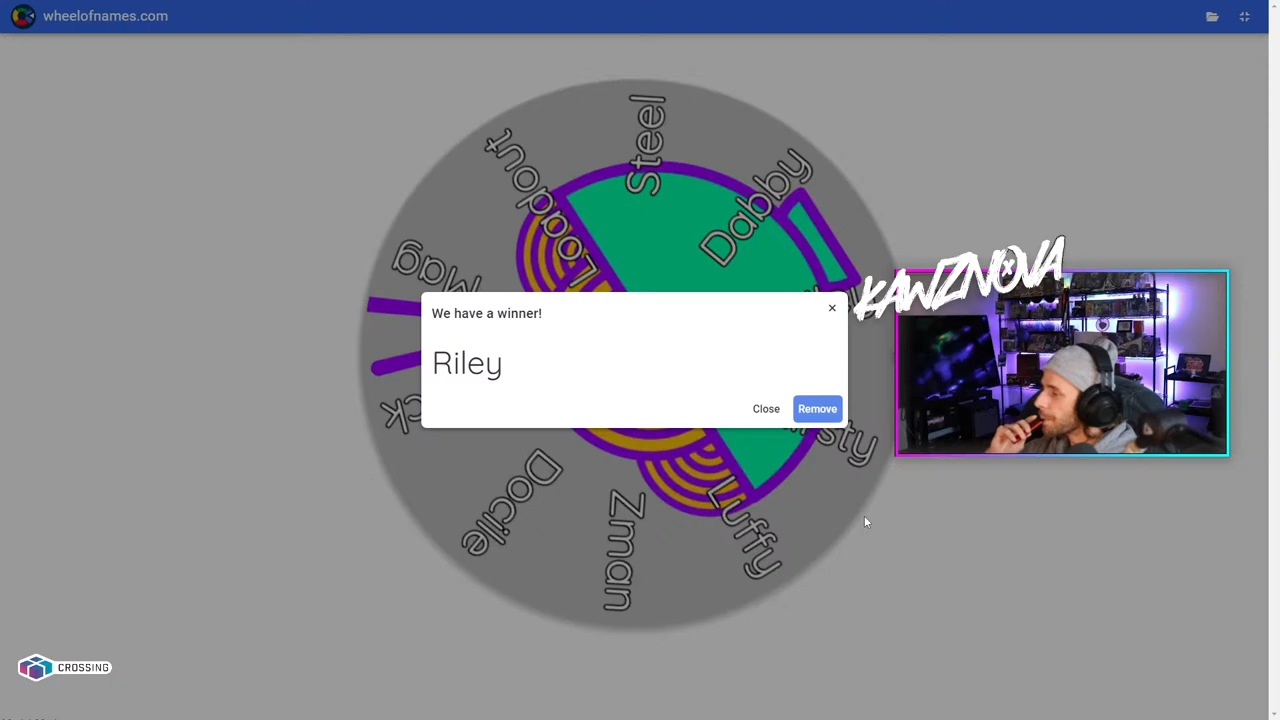 wheelofnames.com
Steel
Dabby
Loadout
Mag
KAWZNOVA
We have a winner!
Riley
Close
Remove
Docile
Zman
Luffy
CROSSING